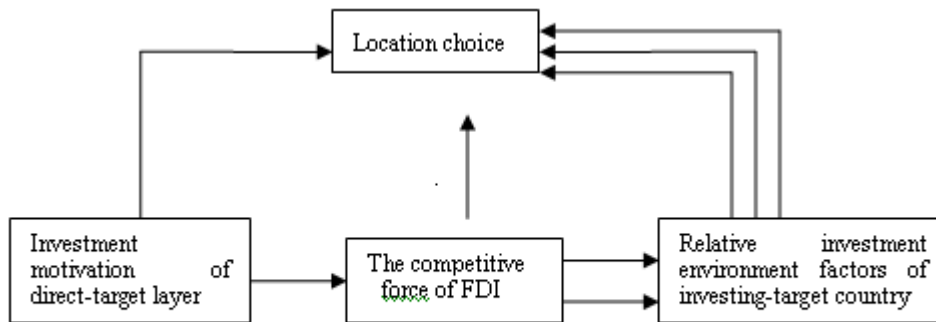 Location choice
Investment
motivation of
direct-target layer
The competitive
force of FDI
Relative investment
environment factors of
investing-target country